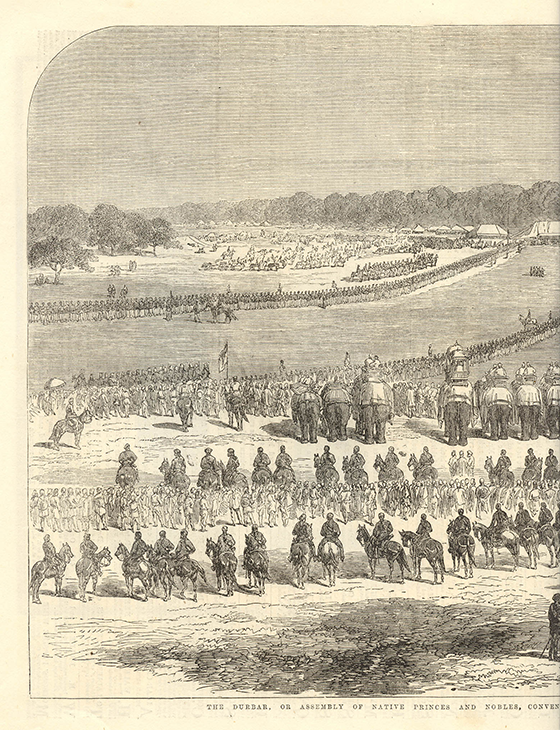 THE DURBAR, OR ASSEMBLY OF NATIVE PRINCES AND NOBLES, CONVEN